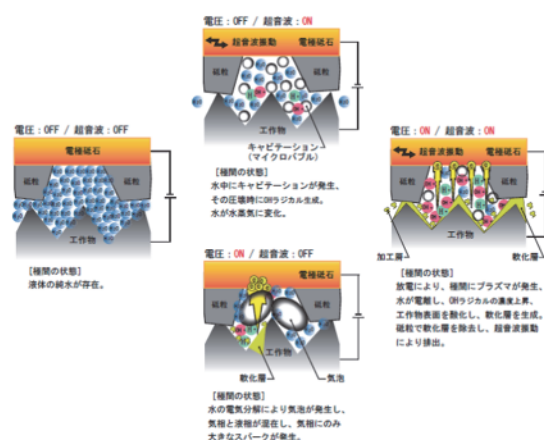 電圧：OFF / 超音波：ON
超音波振動
電極砥石
砥粒
砥粒
工作物
キャビテーション
(マイクロバブル)
[極間の状態]
水中にキャビテーションが発生、
その圧壊時にOHラジカル生成。
水が水蒸気に変化。
電圧：OFF / 超音波：OFF
電極砥石
砥粒
砥粒
工作物
[極間の状態]
液体の純水が存在。
電圧：ON / 超音波：OFF
電極砥石
砥粒
砥粒
工作物
軟化層
気泡
[極間の状態]
水の電気分解により気泡が発生し、
気相と液相が混在し、気相にのみ
大きなスパークが発生。
電圧：ON / 超音波：ON
超音波振動
電極砥石
砥粒
砥粒
工作物
加工屑
軟化層
[極間の状態]
放電により、極間にプラズマが発生、
水が電離し、OHラジカルの濃度上昇、
工作物表面を酸化し、軟化層を生成。
砥粒で軟化層を除去し、超音波振動
により排出。